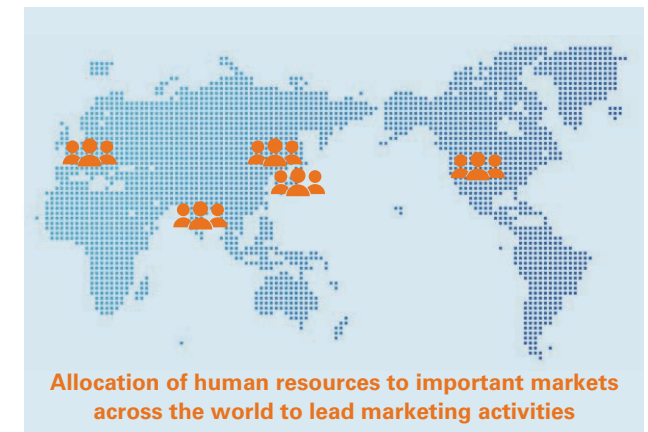 Allocation of human resources to important markets
across the world to lead marketing activities